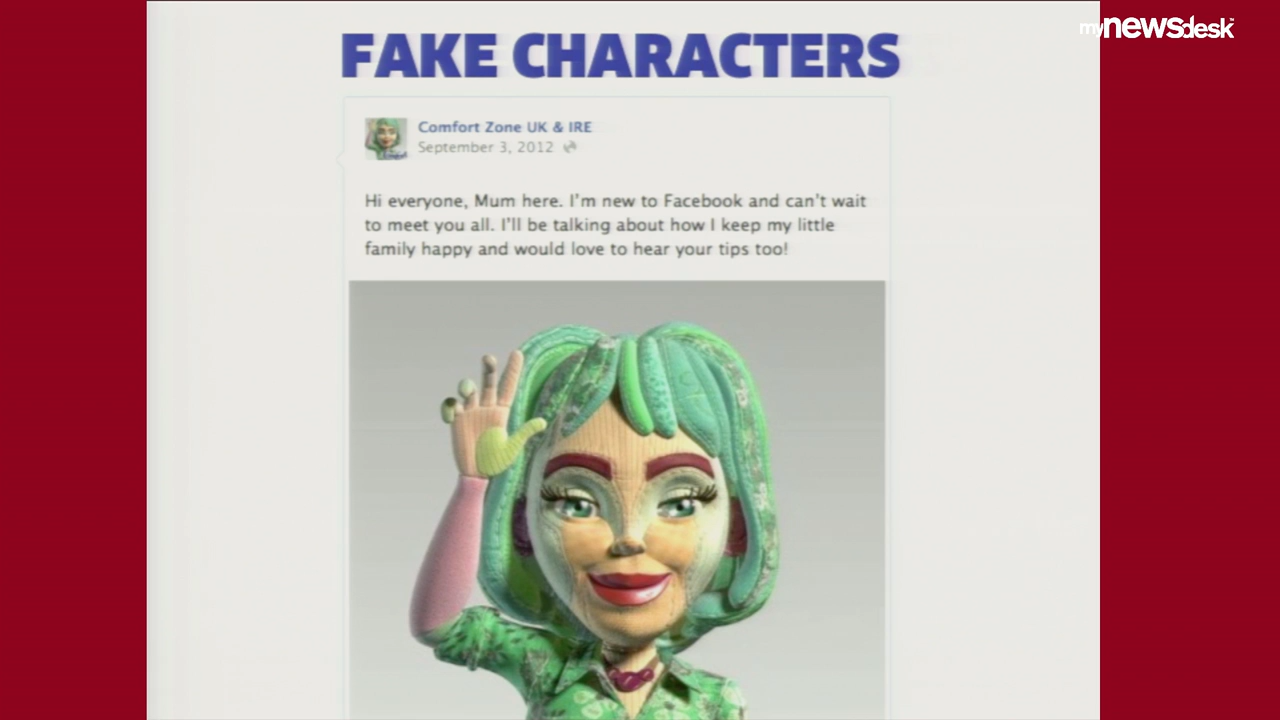 mynewsdesk
FAKE CHARACTERS
Comfort Zone UK & IRE
September 3, 2012
Hi everyone, Mum here. I'm new to Facebook and can't wait
to meet you all. I'll be talking about how I keep my little
family happy and would love to hear your tips too!